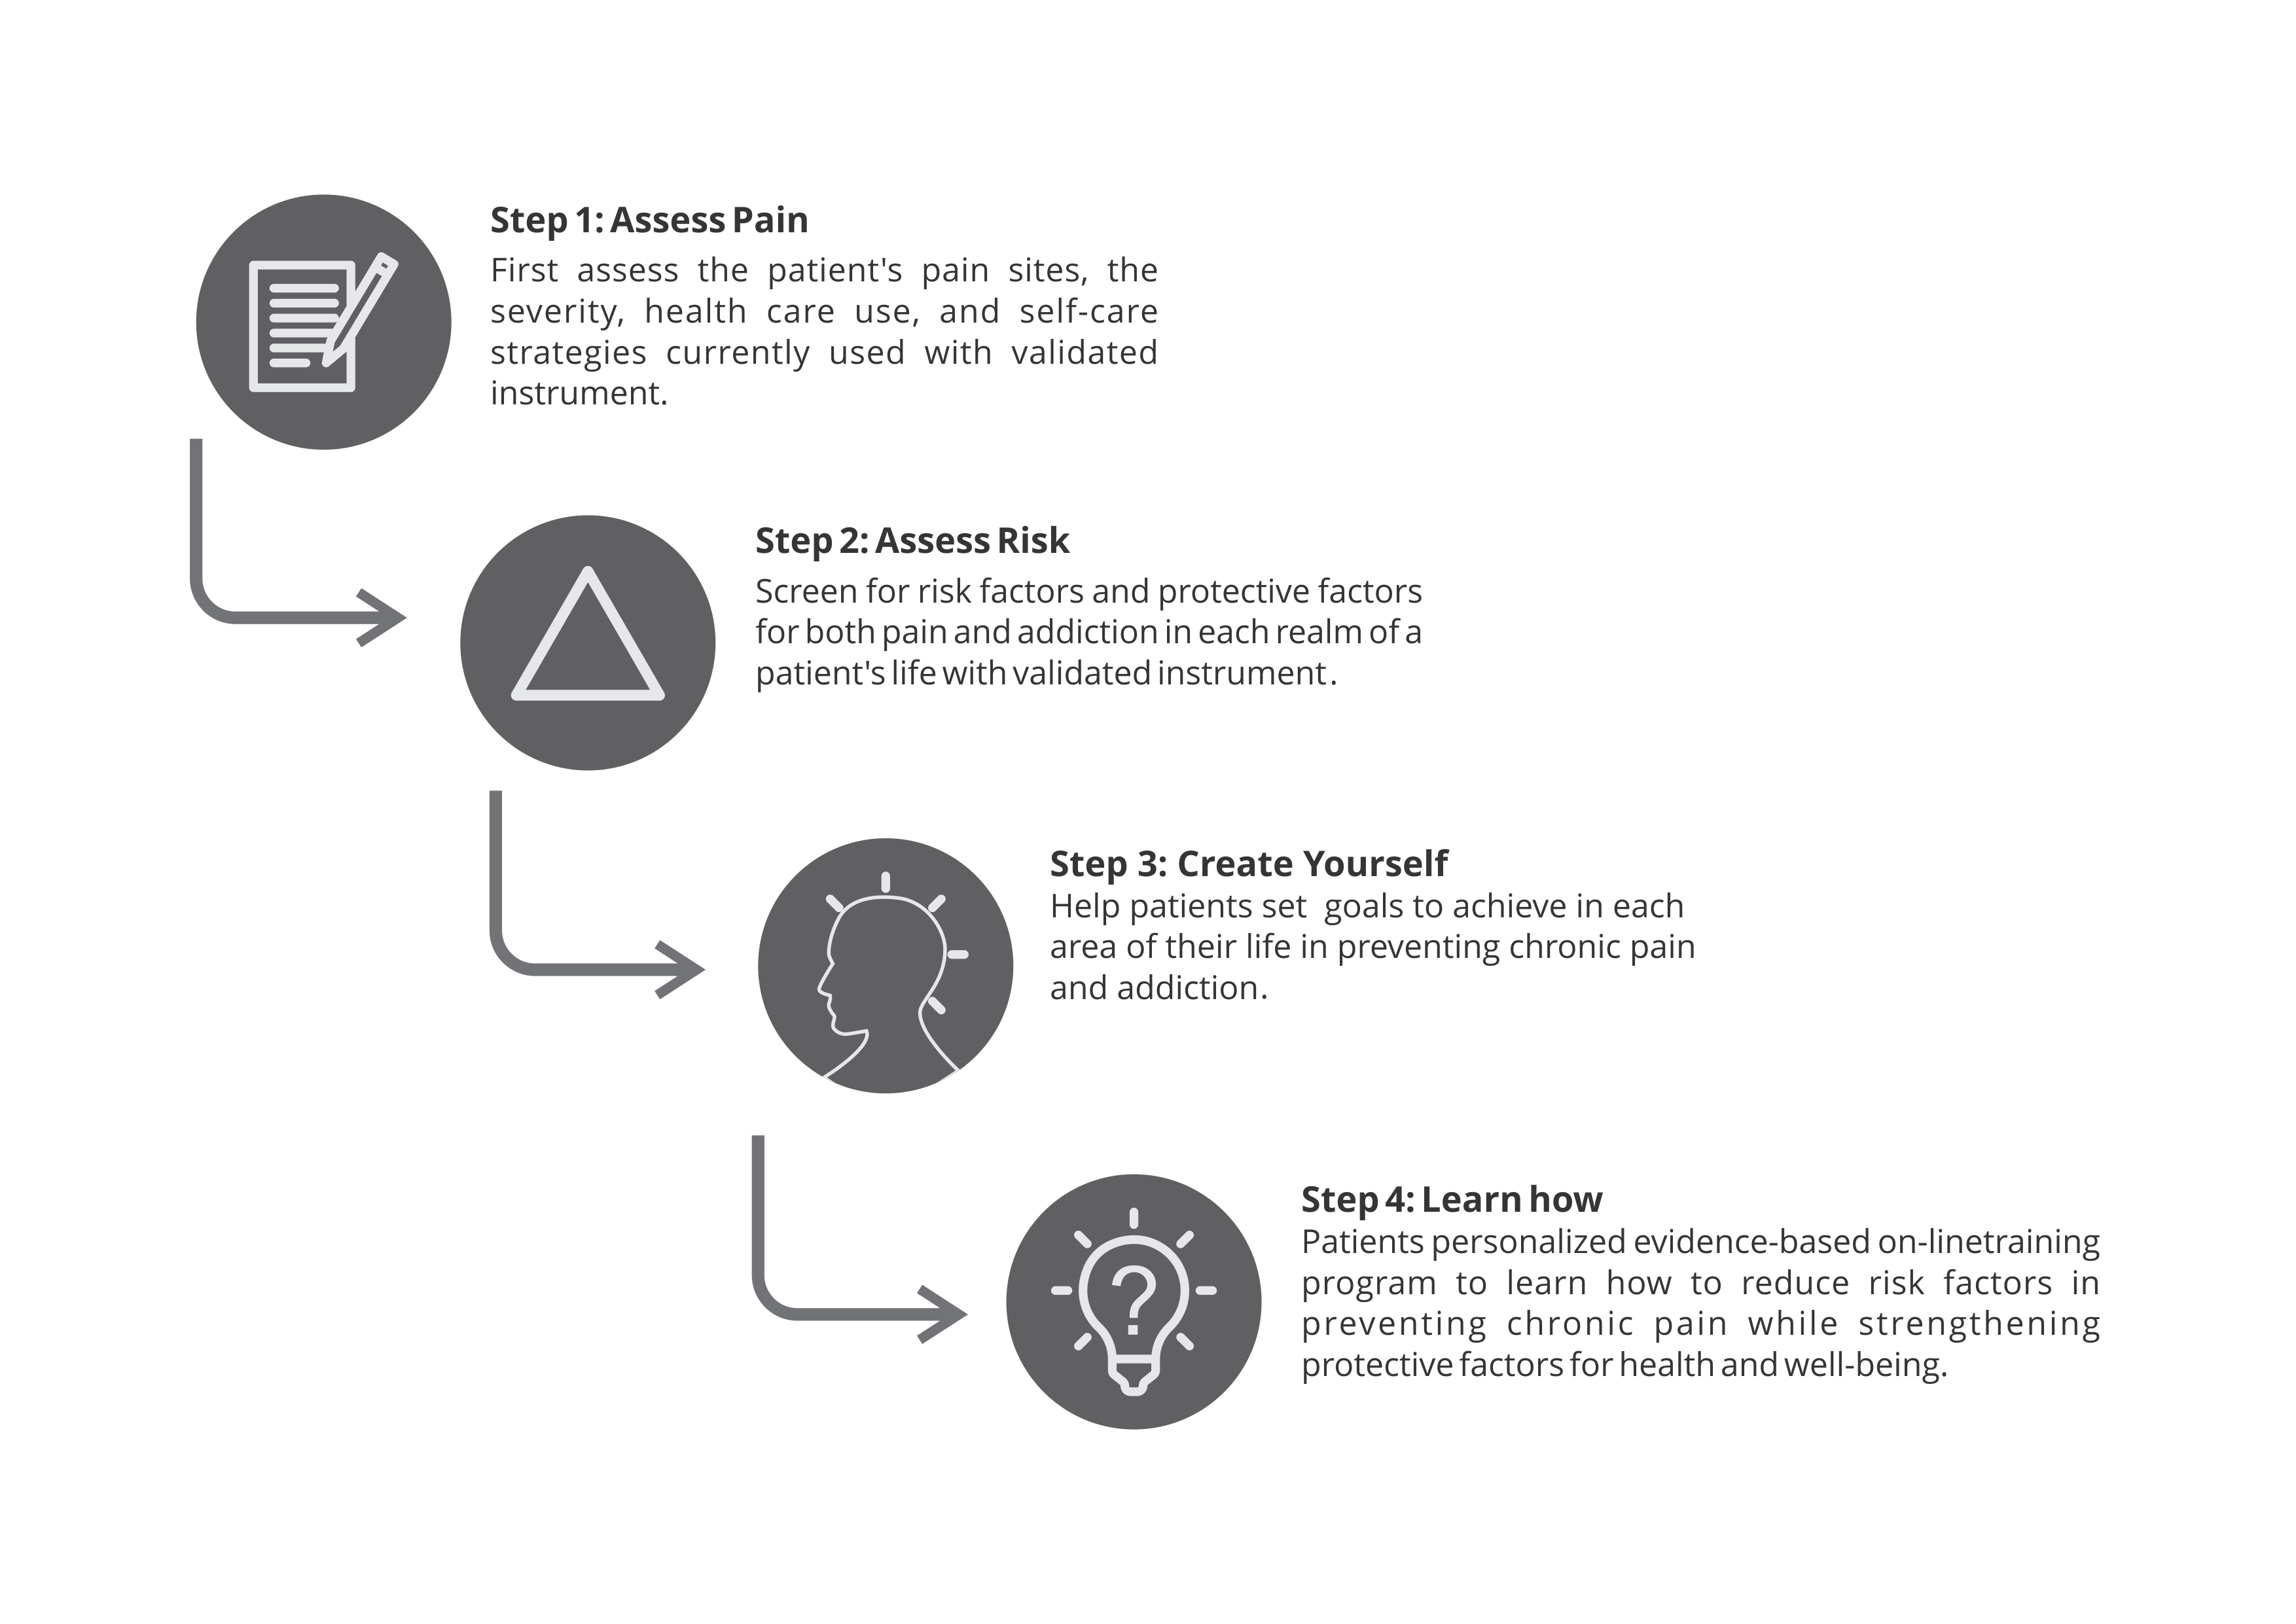 Step 1: Assess Pain
First assess the patient's pain sites, the
severity, health care use, and self-care
strategies currently used with validated
instrument.
Step 2: Assess Risk
Screen for risk factors and protective factors
for both pain and addiction in each realm of a
patient's life with validated instrument.
Step 3: Create Yourself
Help patients set goals to achieve in each
area of their life in preventing chronic pain
and addiction.
Step 4: Learn how
Patients personalized evidence-based on-linetraining
program to learn how to reduce risk factors in
preventing chronic pain while strengthening
protective factors for health and well-being.
?